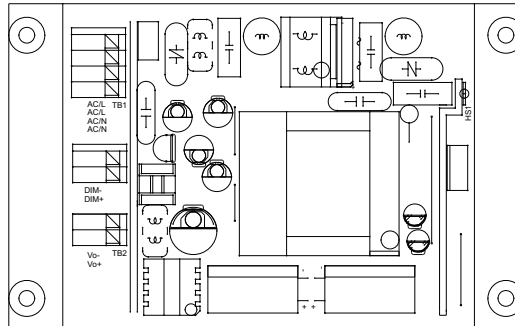 AC/L TB1
AC/L
AC/N
AC/N
HS1
DIM-
DIM+
Vo- TB2
Vo+
- -
+ +